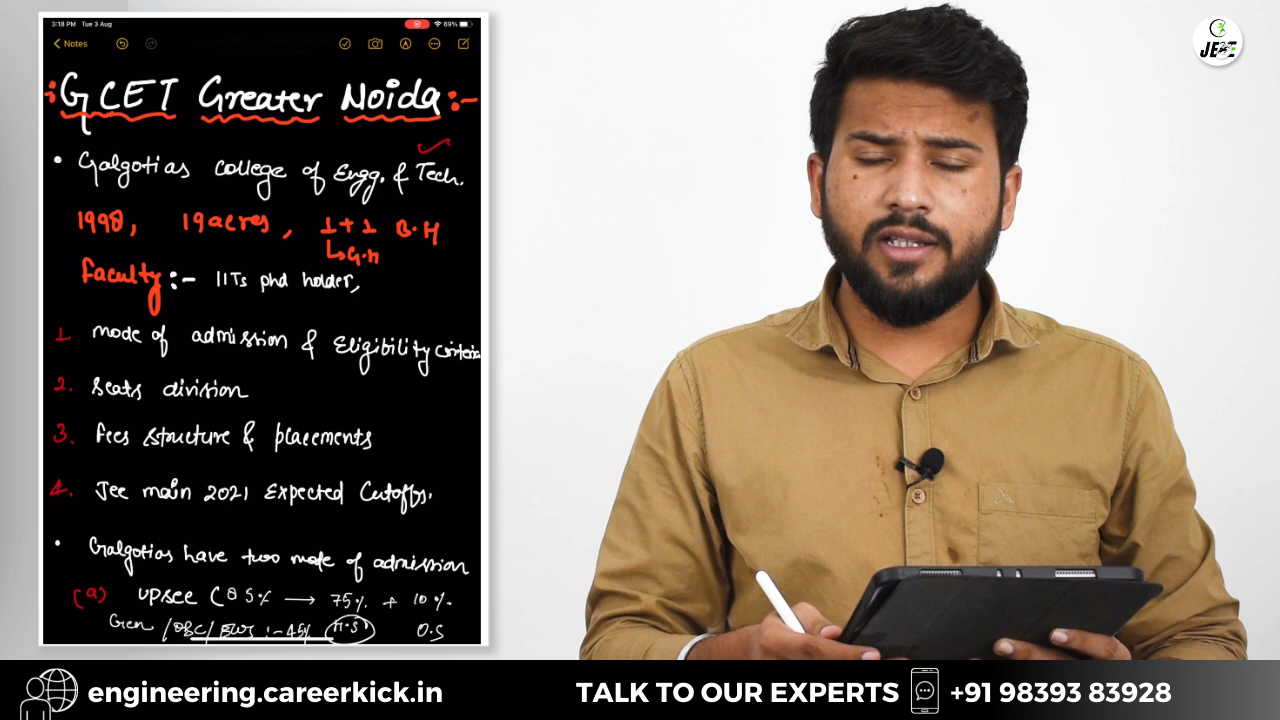 3:18 PM Tue 3 Aug
69%
Notes
: GCET Greater Noida :-
• Galgotias college of Engg. & Tech.
1998, 19 acres, 1+1 B.H
↳G.H
Faculty :- IITs phd holder,
1 mode of admission & Eligibility criteria
2. Seats division
3. Fees structure & placements
4. Jee main 2021 Expected Cutoffs.
• Galgotias have two mode of admission
(a) upsee (85% → 75% + 10%.
Gen /OBC/ EWS :- 45% H.S O.S
JE
engineering.careerkick.in
TALK TO OUR EXPERTS
+91 98393 83928